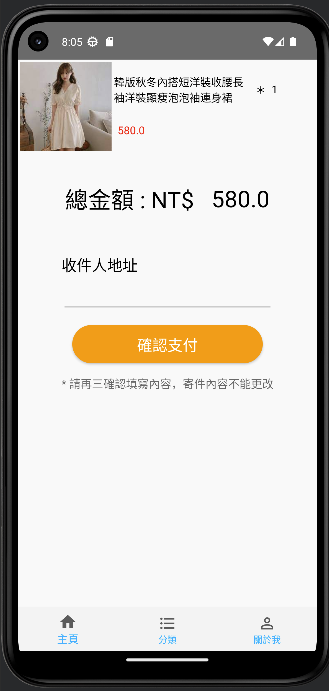 8:05
韓版秋冬內搭短洋裝收腰長
袖洋裝顯瘦泡泡袖連身裙
＊ 1
580.0
總金額 : NT$ 580.0
收件人地址
確認支付
* 請再三確認填寫內容，寄件內容不能更改
主頁
分類
關於我